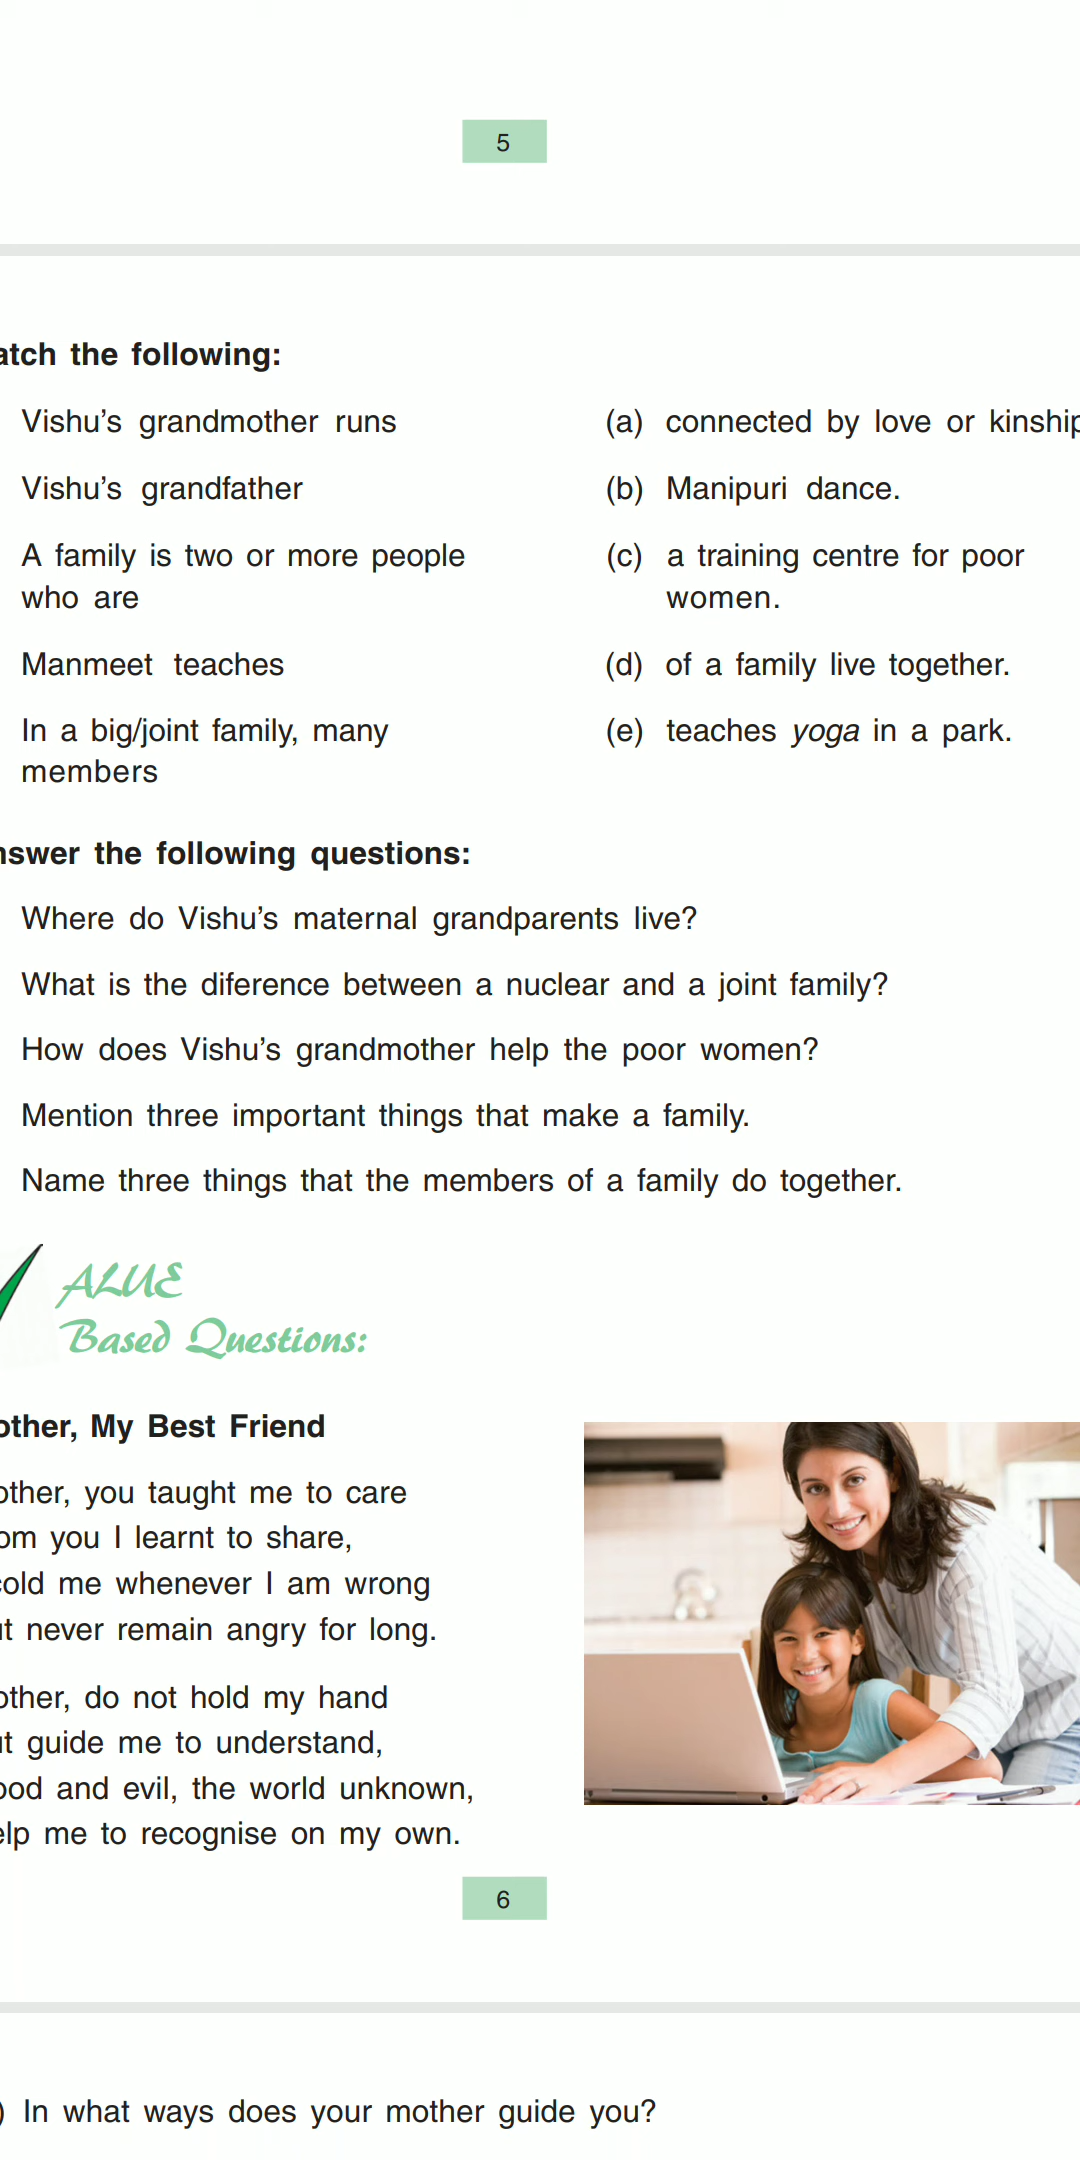 5
atch the following:
Vishu’s grandmother runs
(a) connected by love or kinship
Vishu’s grandfather
(b) Manipuri dance.
A family is two or more people
who are
(c) a training centre for poor
women.
Manmeet teaches
(d) of a family live together.
In a big/joint family, many
members
(e) teaches yoga in a park.
nswer the following questions:
Where do Vishu’s maternal grandparents live?
What is the diference between a nuclear and a joint family?
How does Vishu’s grandmother help the poor women?
Mention three important things that make a family.
Name three things that the members of a family do together.
VALUE
Based Questions:
other, My Best Friend
other, you taught me to care
om you I learnt to share,
cold me whenever I am wrong
ut never remain angry for long.
other, do not hold my hand
ut guide me to understand,
ood and evil, the world unknown,
elp me to recognise on my own.
6
) In what ways does your mother guide you?